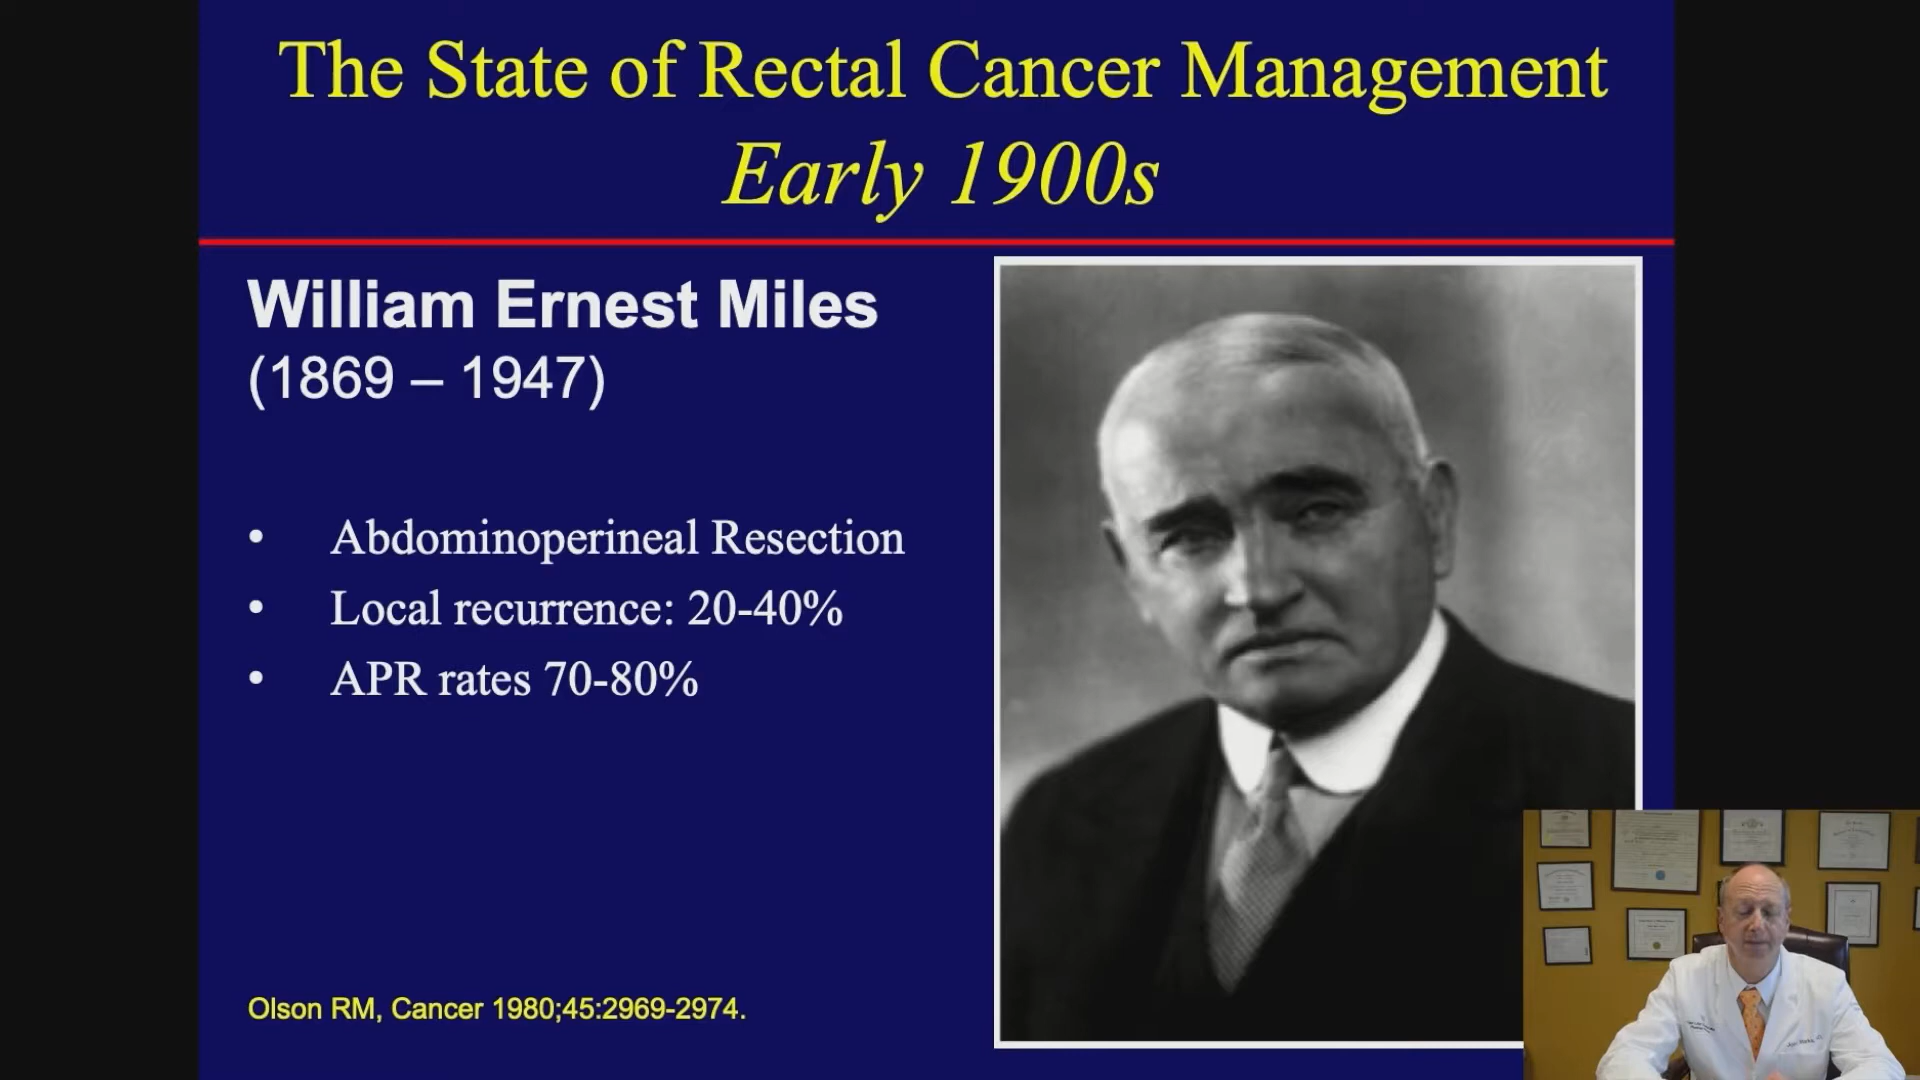 The State of Rectal Cancer Management
Early 1900s
William Ernest Miles
(1869 – 1947)
• Abdominoperineal Resection
• Local recurrence: 20-40%
• APR rates 70-80%
Olson RM, Cancer 1980;45:2969-2974.